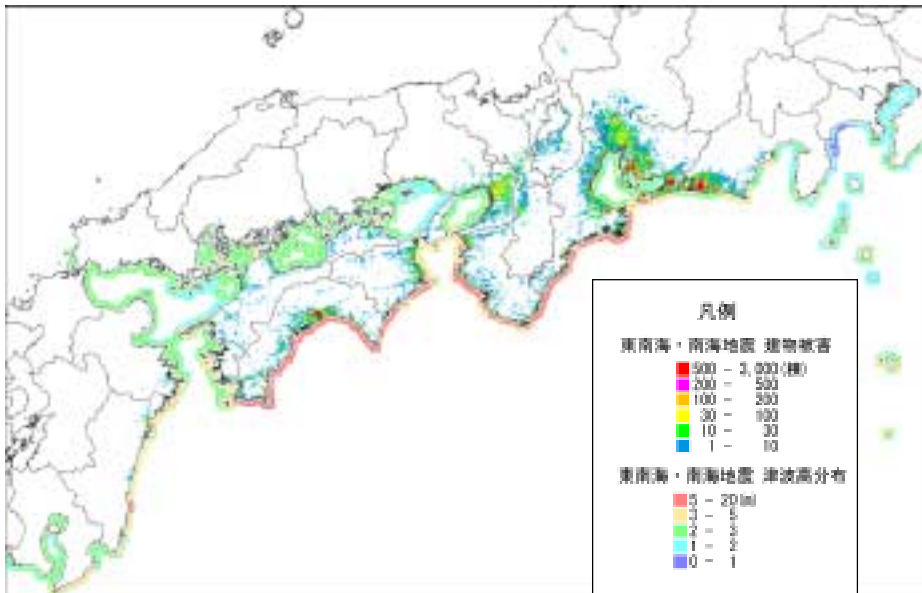 凡例
東南海・南海地震 建物被害
500 - 3,000(棟)
200 - 500
100 - 200
30 - 100
10 - 30
1 - 10
東南海・南海地震 津波高分布
5 - 20(m)
3 - 5
2 - 3
1 - 2
0 - 1